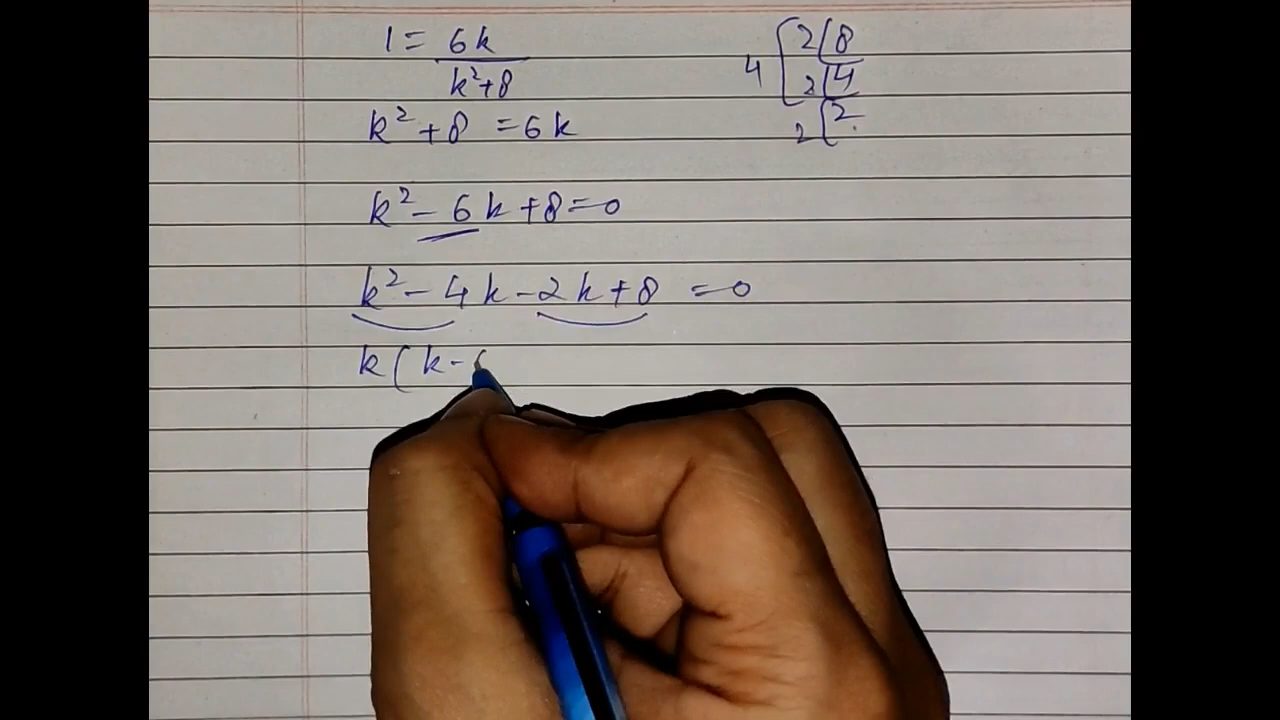 1 = 6k
k²+8
k² + 8 = 6k
k² - 6k + 8 = 0
k² - 4k - 2k + 8 = 0
k ( k -
2 8
4 2 4
2 2